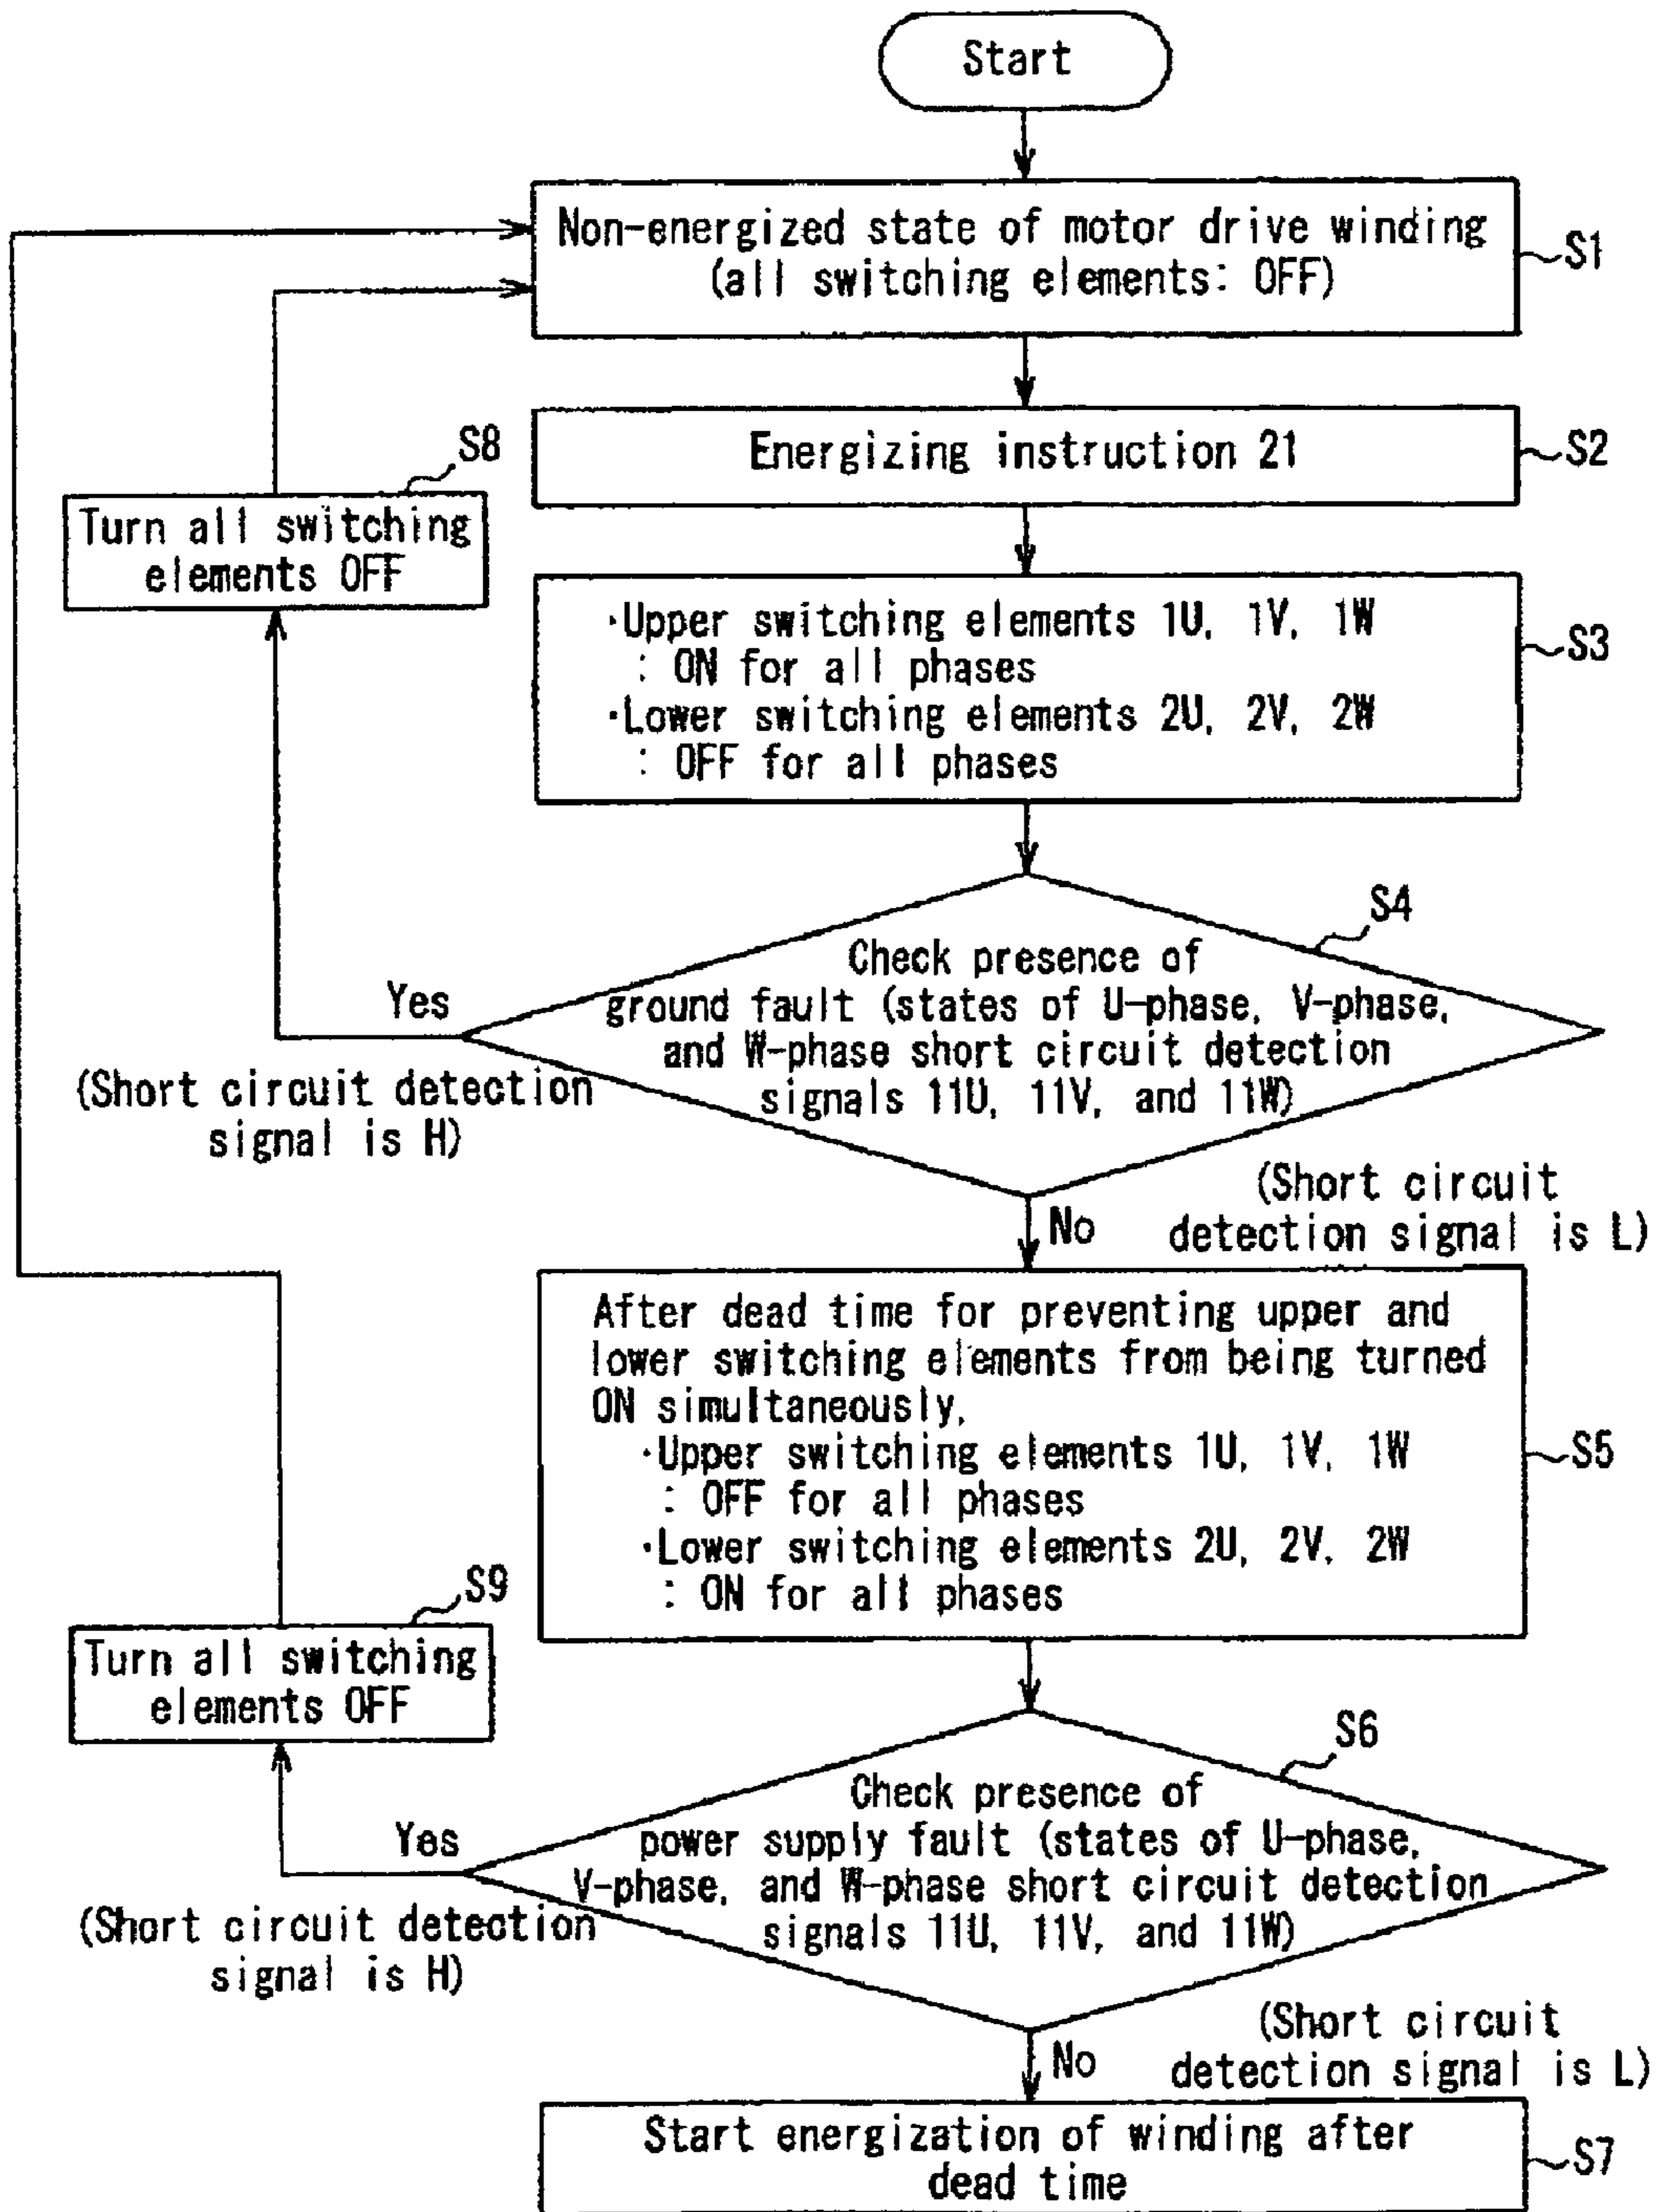 Start
Non-energized state of motor drive winding
(all switching elements: OFF)
S1
Energizing instruction 21
S2
S8
Turn all switching
elements OFF
·Upper switching elements 1U, 1V, 1W
: ON for all phases
·Lower switching elements 2U, 2V, 2W
: OFF for all phases
S3
S4
Check presence of
ground fault (states of U-phase, V-phase,
and W-phase short circuit detection
signals 11U, 11V, and 11W)
Yes
(Short circuit detection
signal is H)
No
(Short circuit
detection signal is L)
After dead time for preventing upper and
lower switching elements from being turned
ON simultaneously,
·Upper switching elements 1U, 1V, 1W
: OFF for all phases
·Lower switching elements 2U, 2V, 2W
: ON for all phases
S5
S9
Turn all switching
elements OFF
S6
Check presence of
power supply fault (states of U-phase,
V-phase, and W-phase short circuit detection
signals 11U, 11V, and 11W)
Yes
(Short circuit detection
signal is H)
No
(Short circuit
detection signal is L)
Start energization of winding after
dead time
S7